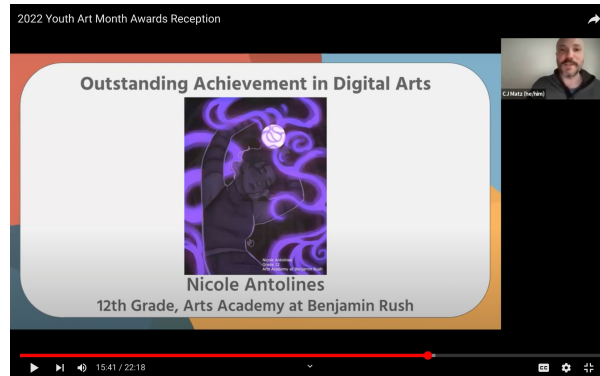 2022 Youth Art Month Awards Reception
Outstanding Achievement in Digital Arts
CJ Matz (he/him)
Nicole Antolines
Grade 12
Arts Academy at Benjamin Rush
Nicole Antolines
12th Grade, Arts Academy at Benjamin Rush
15:41 / 22:18
CC